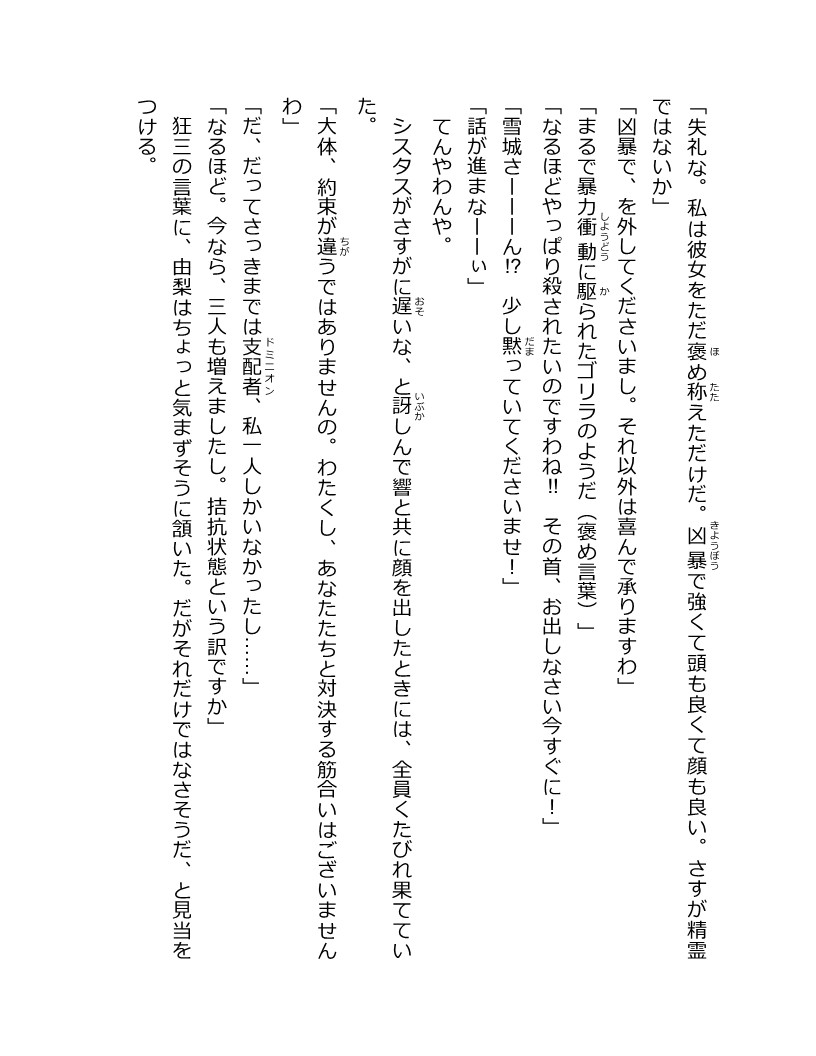 「失礼な。私は彼女をただ褒め称えただけだ。凶暴で強くて頭も良くて顔も良い。さすが精霊
ではないか」
「凶暴で、を外してくださいまし。それ以外は喜んで承りますわ」
「まるで暴力衝動に駆られたゴリラのようだ（褒め言葉）」
「なるほどやっぱり殺されたいのですわね!!　その首、お出しなさい今すぐに！」
「雪城さーーーん!?　少し黙っていてくださいませ！」
「話が進まなーーぃ」
　てんやわんや。
　シスタスがさすがに遅いな、と訝しんで響と共に顔を出したときには、全員くたびれ果ててい
た。
「大体、約束が違うではありませんの。わたくし、あなたたちと対決する筋合いはございません
わ」
「だ、だってさっきまでは支配者、私一人しかいなかったし……」
「なるほど。今なら、三人も増えましたし。拮抗状態という訳ですか」
　狂三の言葉に、由梨はちょっと気まずそうに頷いた。だがそれだけではなさそうだ、と見当を
つける。